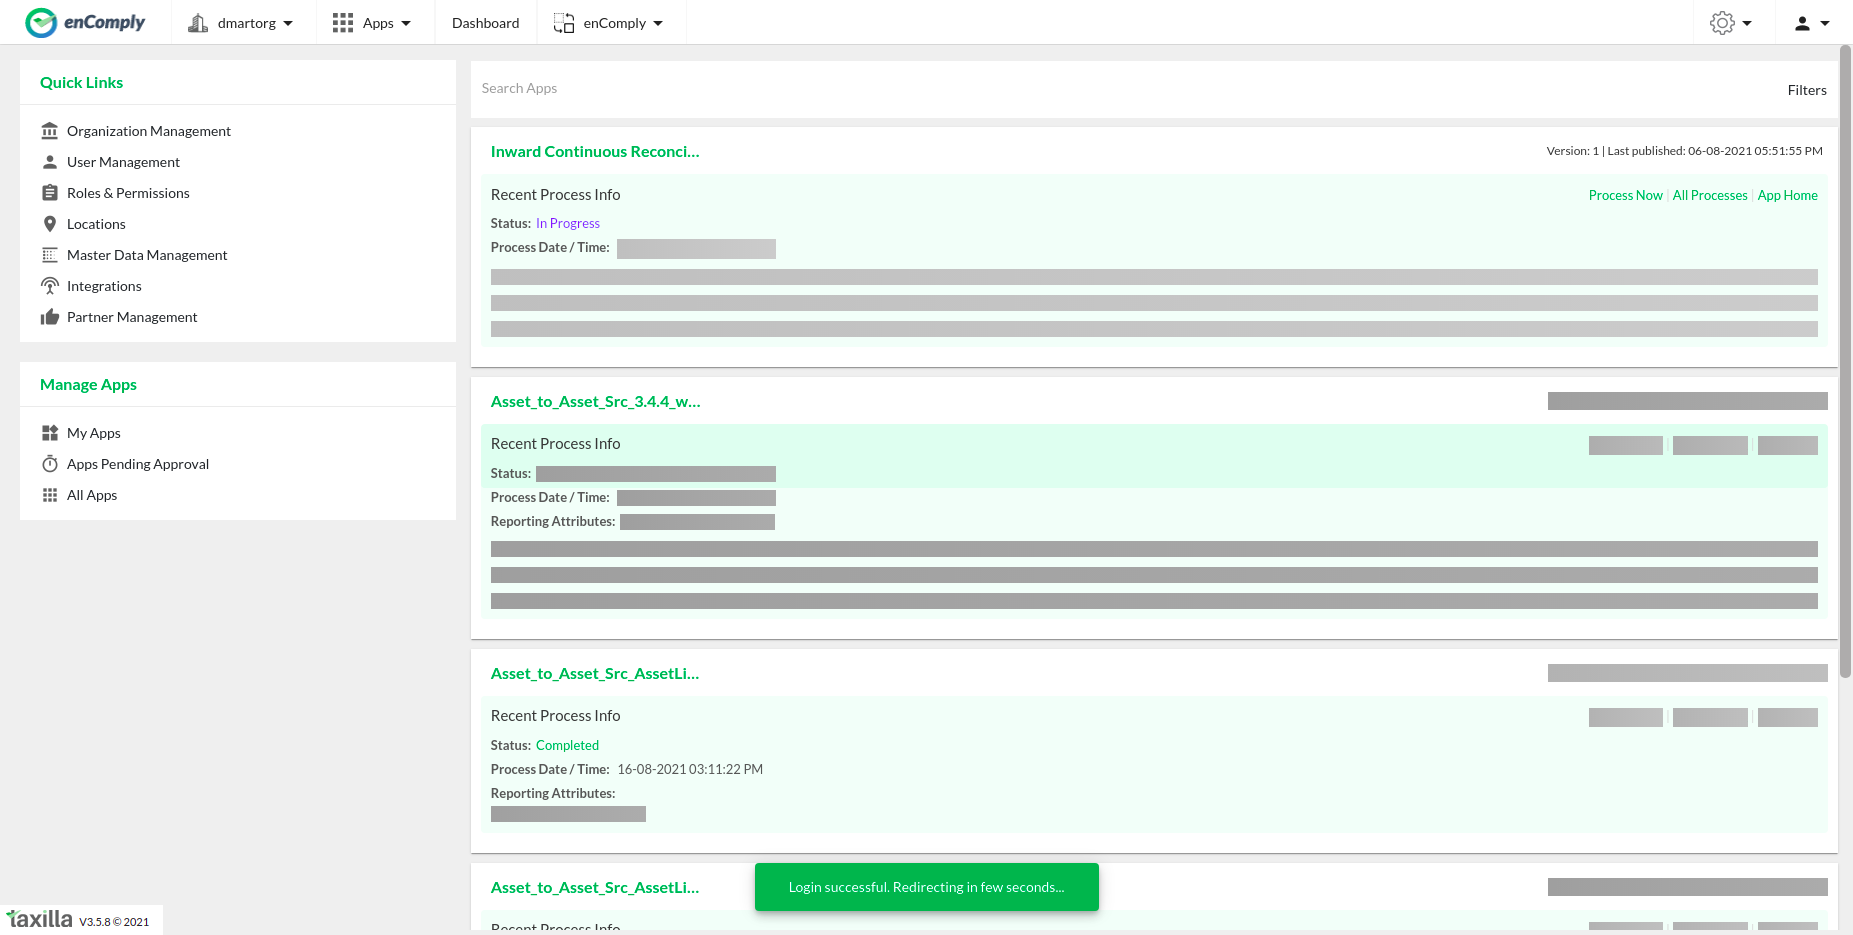 enComply
dmartorg
Apps
Dashboard
enComply
Quick Links
Organization Management
User Management
Roles & Permissions
Locations
Master Data Management
Integrations
Partner Management
Manage Apps
My Apps
Apps Pending Approval
All Apps
Search Apps
Filters
Inward Continuous Reconci...
Version: 1 | Last published: 06-08-2021 05:51:55 PM
Recent Process Info
Process Now | All Processes | App Home
Status: In Progress
Process Date / Time:
Asset_to_Asset_Src_3.4.4_w...
Recent Process Info
Status:
Process Date / Time:
Reporting Attributes:
Asset_to_Asset_Src_AssetLi...
Recent Process Info
Status: Completed
Process Date / Time: 16-08-2021 03:11:22 PM
Reporting Attributes:
Asset_to_Asset_Src_AssetLi...
Recent Process Info
Login successful. Redirecting in few seconds...
taxilla V3.5.8 © 2021